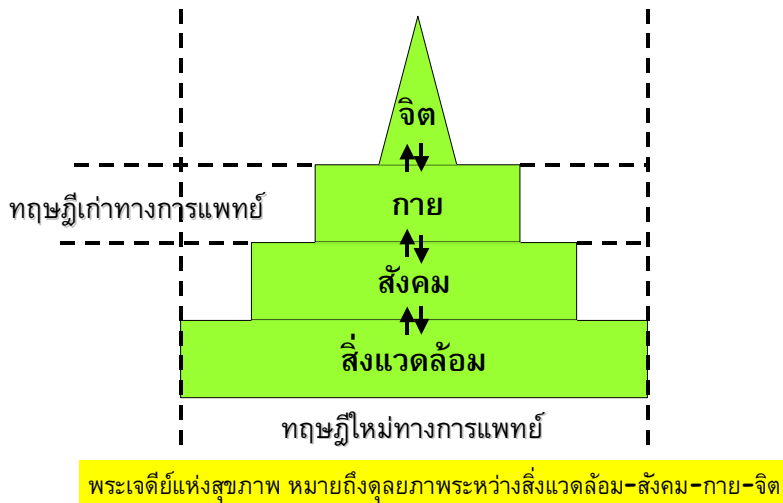 จิต
ทฤษฎีเก่าทางการแพทย์
กาย
สังคม
สิ่งแวดล้อม
ทฤษฎีใหม่ทางการแพทย์
พระเจดีย์แห่งสุขภาพ หมายถึงดุลยภาพระหว่างสิ่งแวดล้อม-สังคม-กาย-จิต